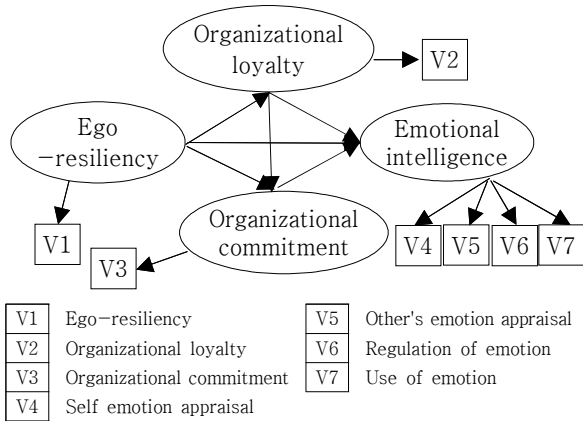 Organizational
loyalty
V2
Ego
-resiliency
Emotional
intelligence
V1
Organizational
commitment
V3
V4
V5
V6
V7
V1 Ego-resiliency
V2 Organizational loyalty
V3 Organizational commitment
V4 Self emotion appraisal
V5 Other's emotion appraisal
V6 Regulation of emotion
V7 Use of emotion